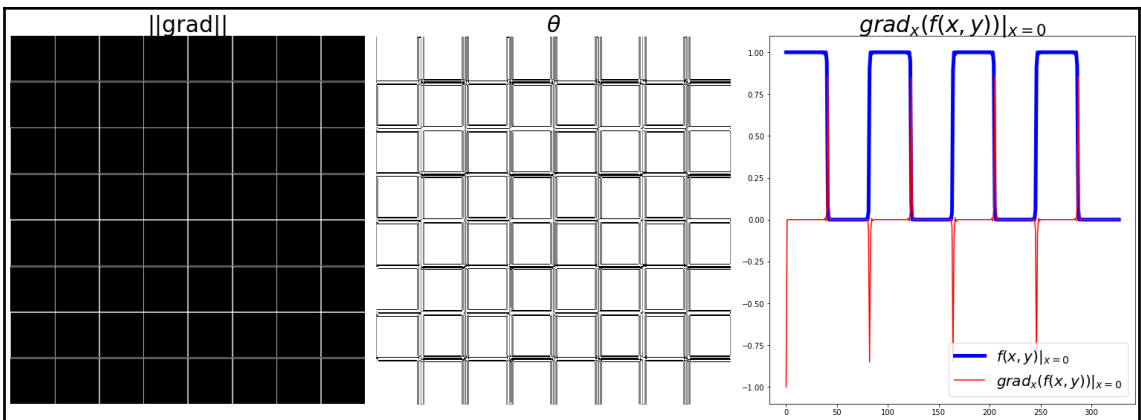 ||grad||
θ
grad_x(f(x, y))|_{x=0}
1.00
0.75
0.50
0.25
0.00
−0.25
−0.50
−0.75
−1.00
f(x, y)|_{x=0}
grad_x(f(x, y))|_{x=0}
0 50 100 150 200 250 300